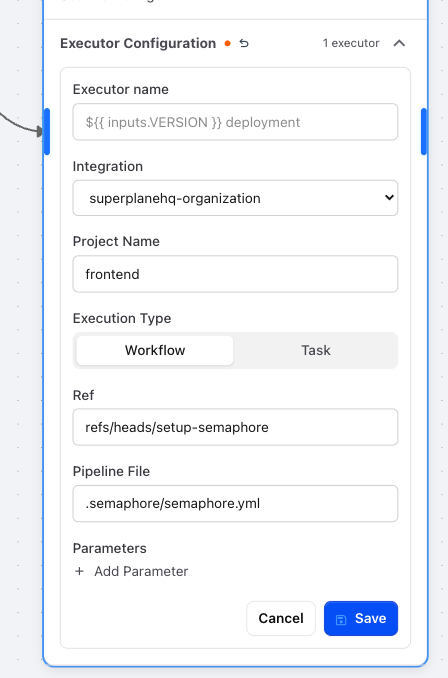 Executor Configuration 1 executor
Executor name
${{ inputs.VERSION }} deployment
Integration
superplanehq-organization
Project Name
frontend
Execution Type
Workflow Task
Ref
refs/heads/setup-semaphore
Pipeline File
.semaphore/semaphore.yml
Parameters
+ Add Parameter
Cancel Save